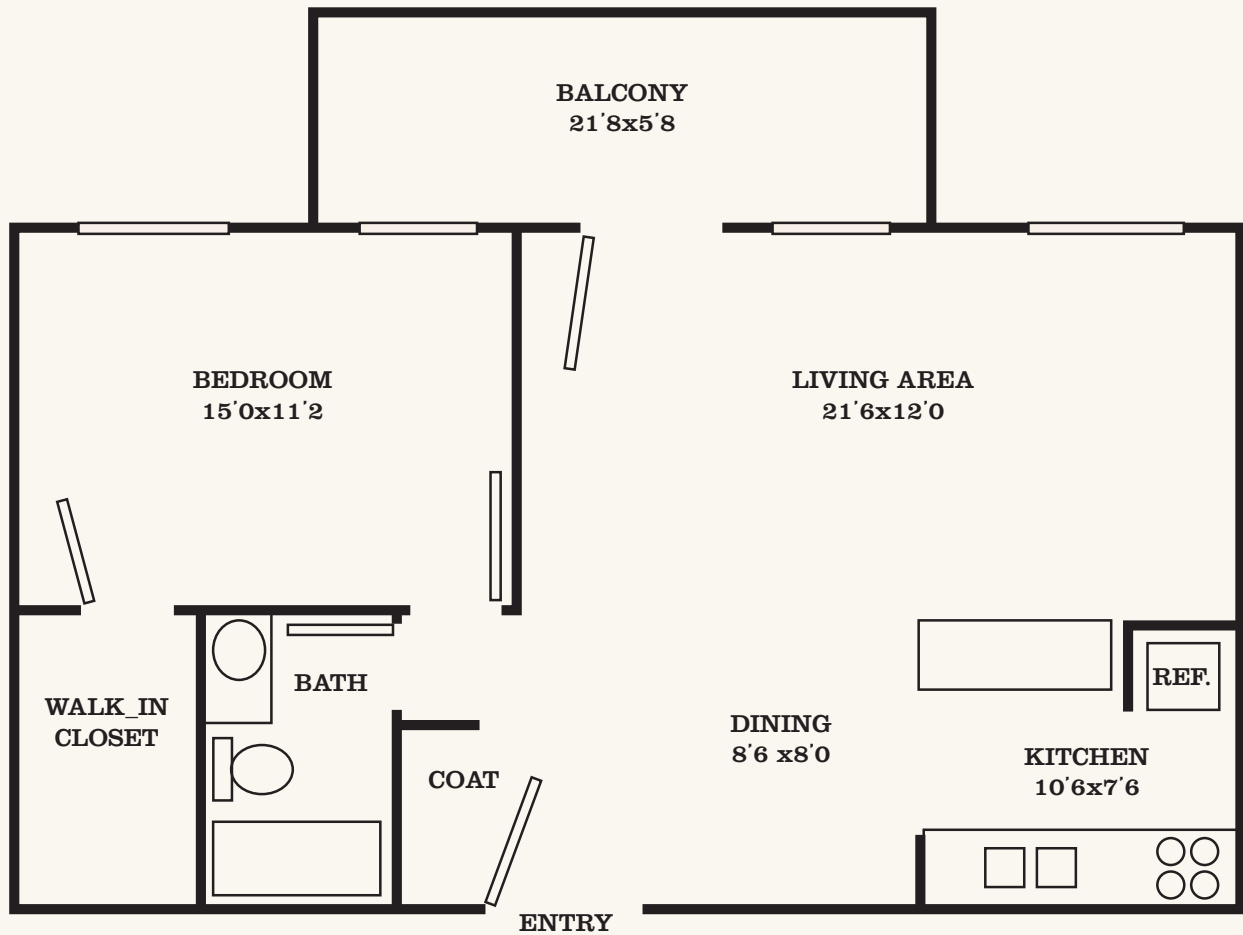 BALCONY
21'8x5'8
BEDROOM
15'0x11'2
LIVING AREA
21'6x12'0
WALK_IN
CLOSET
BATH
COAT
DINING
8'6 x8'0
REF.
KITCHEN
10'6x7'6
ENTRY